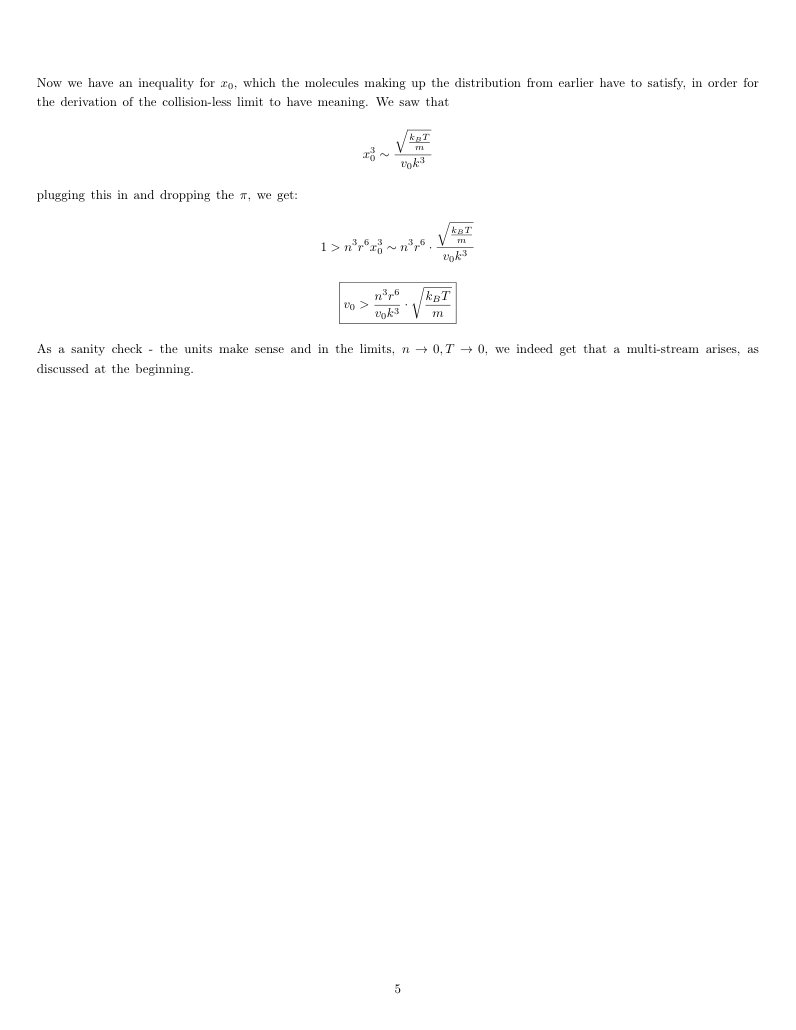 Now we have an inequality for x₀, which the molecules making up the distribution from earlier have to satisfy, in order for
the derivation of the collision-less limit to have meaning. We saw that
x₀³ ∼ √(k_B T / m) / (v₀k³)
plugging this in and dropping the π, we get:
1 > n³r⁶x₀³ ∼ n³r⁶ · √(k_B T / m) / (v₀k³)
v₀ > n³r⁶ / (v₀k³) · √(k_B T / m)
As a sanity check - the units make sense and in the limits, n → 0, T → 0, we indeed get that a multi-stream arises, as
discussed at the beginning.
5